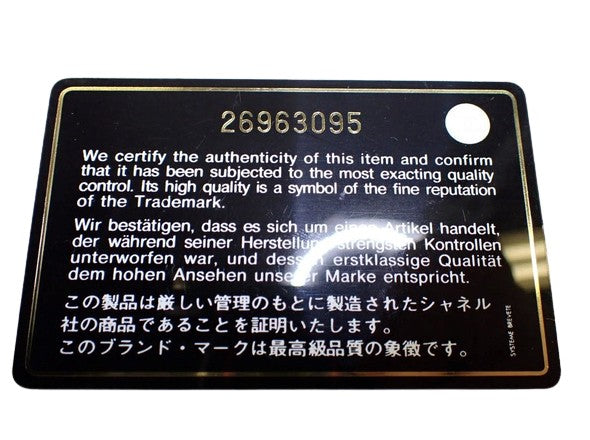 26963095
We certify the authenticity of this item and confirm
that it has been subjected to the most exacting quality
control. Its high quality is a symbol of the fine reputation
of the Trademark.
Wir bestätigen, dass es sich um einen Artikel handelt,
der während seiner Herstellung strengsten Kontrollen
unterworfen war, und dessen erstklassige Qualität
dem hohen Ansehen unserer Marke entspricht.
この製品は厳しい管理のもとに製造されたシャネル
社の商品であることを証明いたします。
このブランド・マークは最高級品質の象徴です。
SYSTEME BREVETE